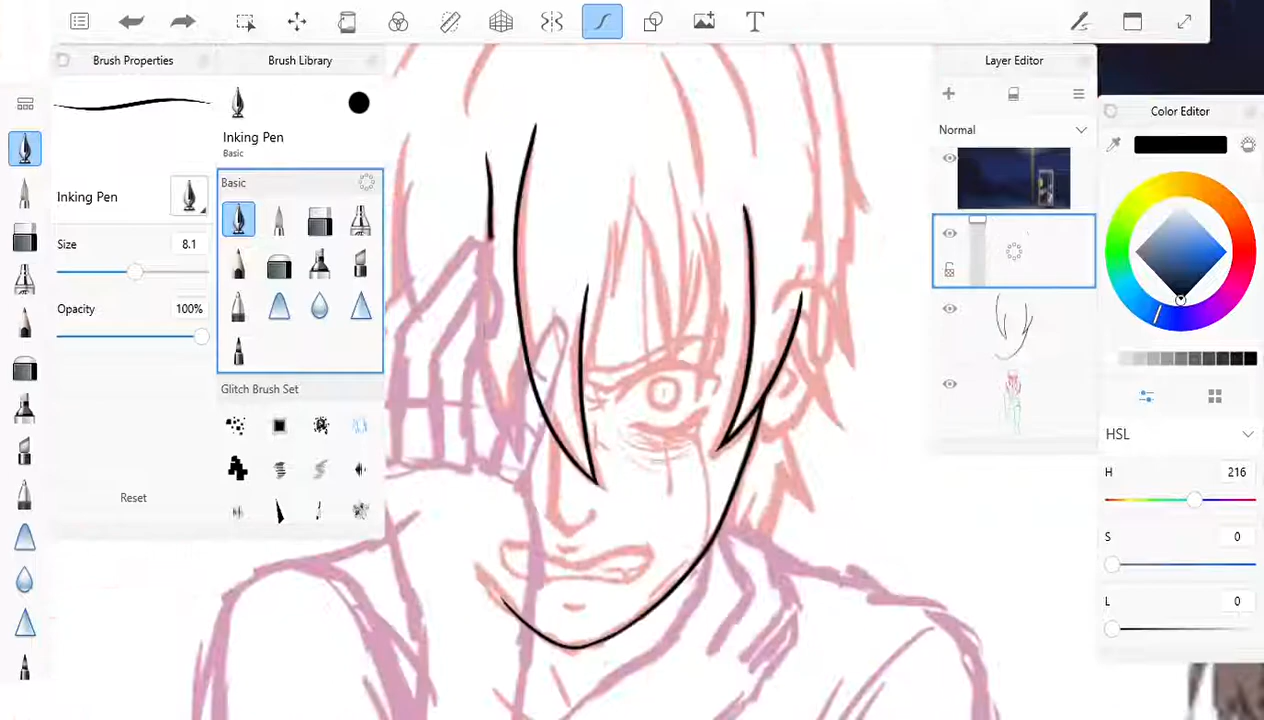 Brush Properties
Brush Library
Layer Editor
Color Editor
Inking Pen
Basic
Normal
Basic
Inking Pen
Size
8.1
Opacity
100%
Glitch Brush Set
Reset
HSL
H
216
S
0
L
0